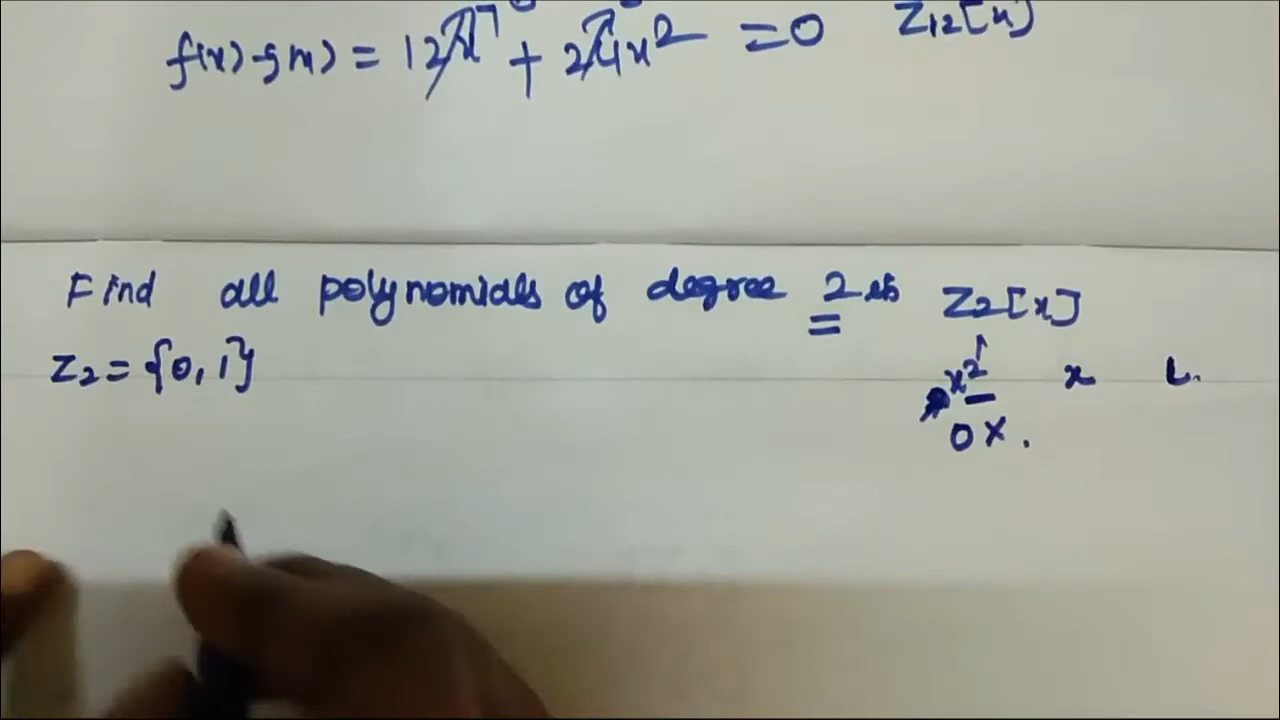 f(x) g(x) = 12x⁷ + 24x² = 0 Z₁₂[x]
Find all polynomials of degree 2 in Z₂[x]
Z₂ = {0, 1}
x² x 1.
0 x .